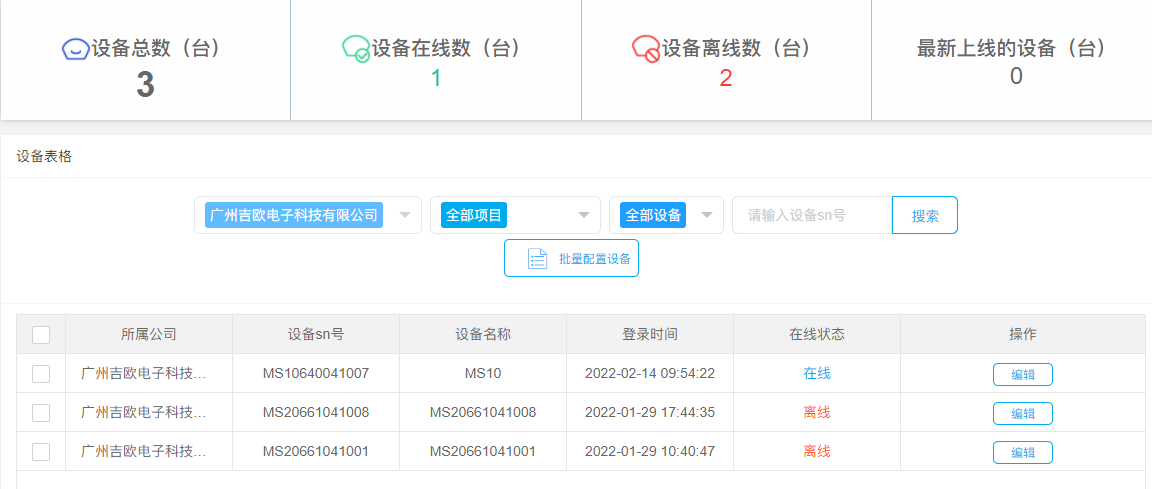 设备总数（台）
3
设备在线数（台）
1
设备离线数（台）
2
最新上线的设备（台）
0
设备表格
广州吉欧电子科技有限公司 全部项目 全部设备 请输入设备sn号 搜索
批量配置设备
所属公司 设备sn号 设备名称 登录时间 在线状态 操作
广州吉欧电子科技... MS10640041007 MS10 2022-02-14 09:54:22 在线 编辑
广州吉欧电子科技... MS20661041008 MS20661041008 2022-01-29 17:44:35 离线 编辑
广州吉欧电子科技... MS20661041001 MS20661041001 2022-01-29 10:40:47 离线 编辑